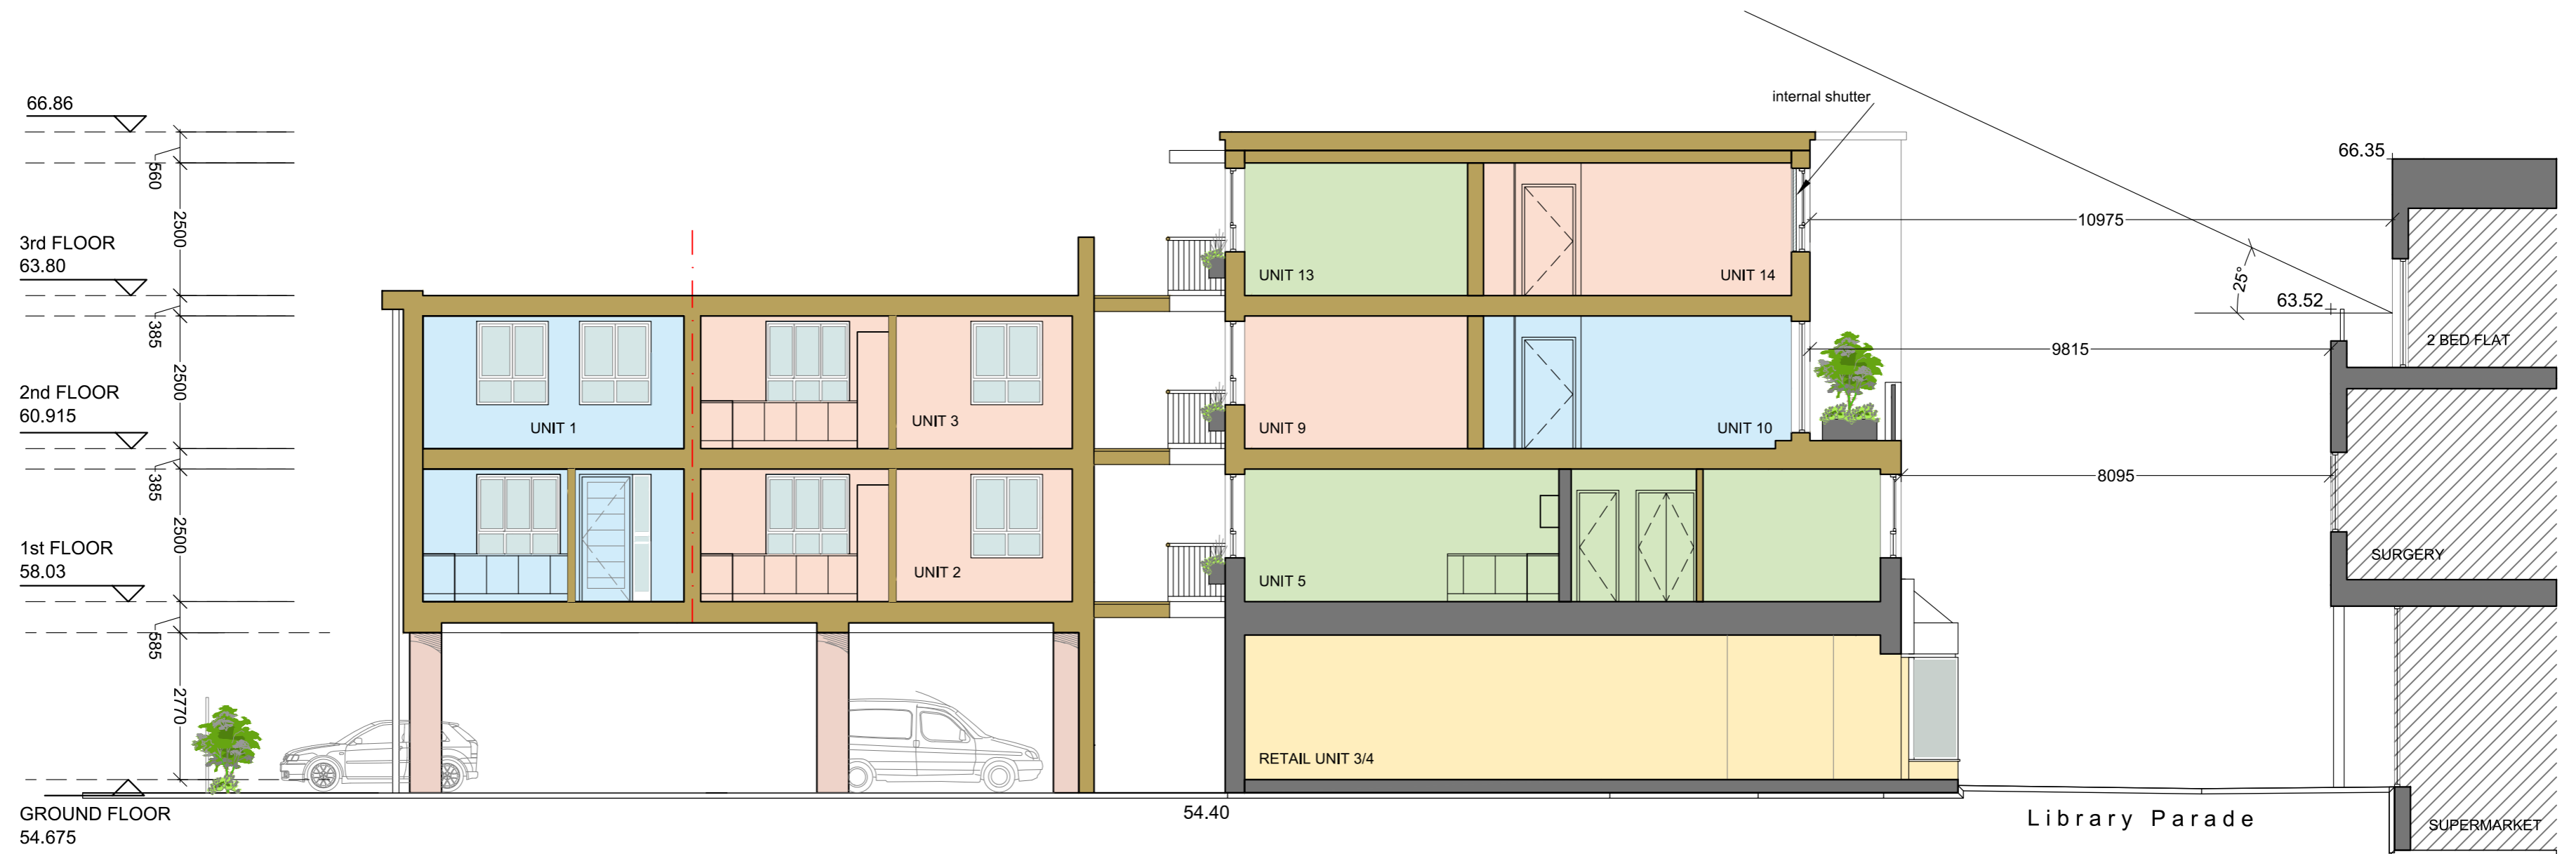 66.86
560
2500
3rd FLOOR
63.80
385
2500
2nd FLOOR
60.915
385
2500
1st FLOOR
58.03
585
2770
GROUND FLOOR
54.675
UNIT 1
UNIT 3
UNIT 2
internal shutter
UNIT 13
UNIT 14
UNIT 9
UNIT 10
UNIT 5
RETAIL UNIT 3/4
54.40
10975
9815
8095
25°
66.35
63.52
2 BED FLAT
SURGERY
SUPERMARKET
Library Parade